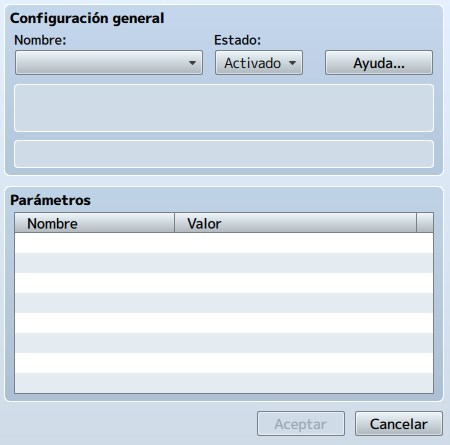 Configuración general
Nombre: Estado:
Activado Ayuda...
Parámetros
Nombre Valor
Aceptar Cancelar